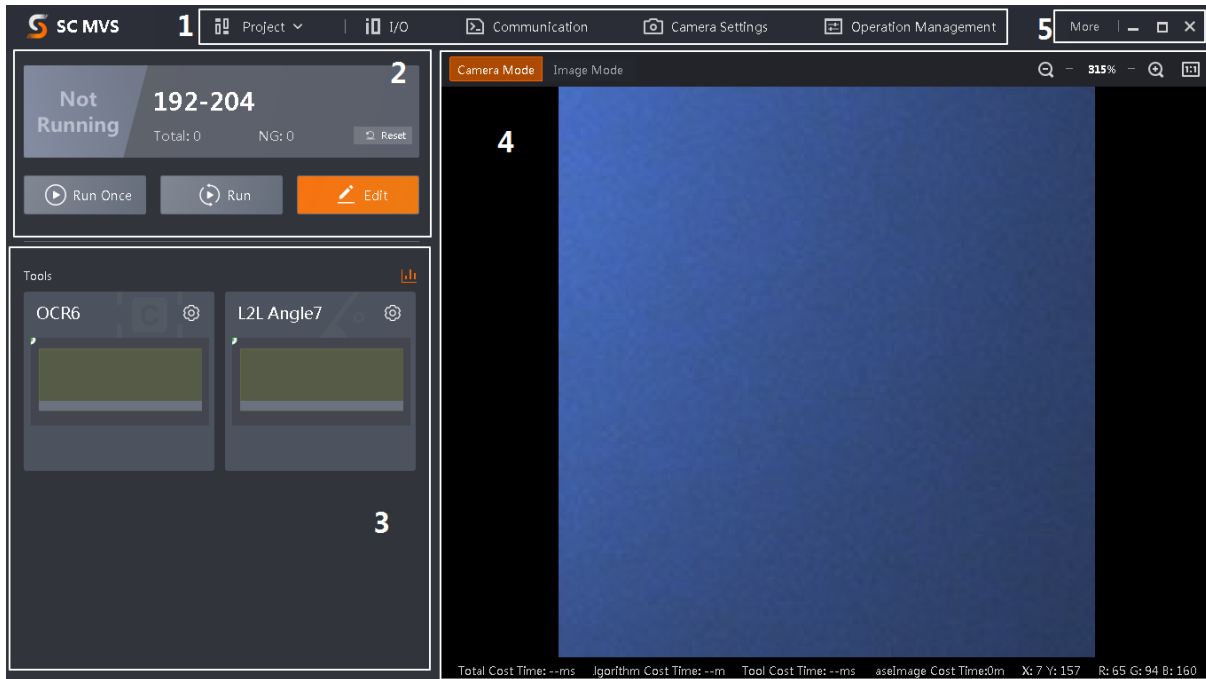 SC MVS 1 Project I/O Communication Camera Settings Operation Management 5 More
2
Not Running
192-204
Total: 0 NG: 0 Reset
Run Once Run Edit
Tools
OCR6 L2L Angle7
3
Camera Mode Image Mode 315% 1:1
4
Total Cost Time: --ms .lgorithm Cost Time: --m Tool Cost Time: --ms aseImage Cost Time:0m X: 7 Y: 157 R: 65 G: 94 B: 160